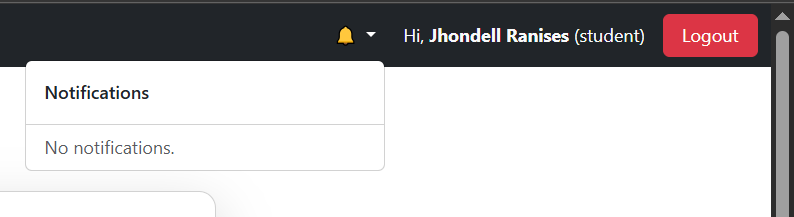 Hi, Jhondell Ranises (student)
Logout
Notifications
No notifications.